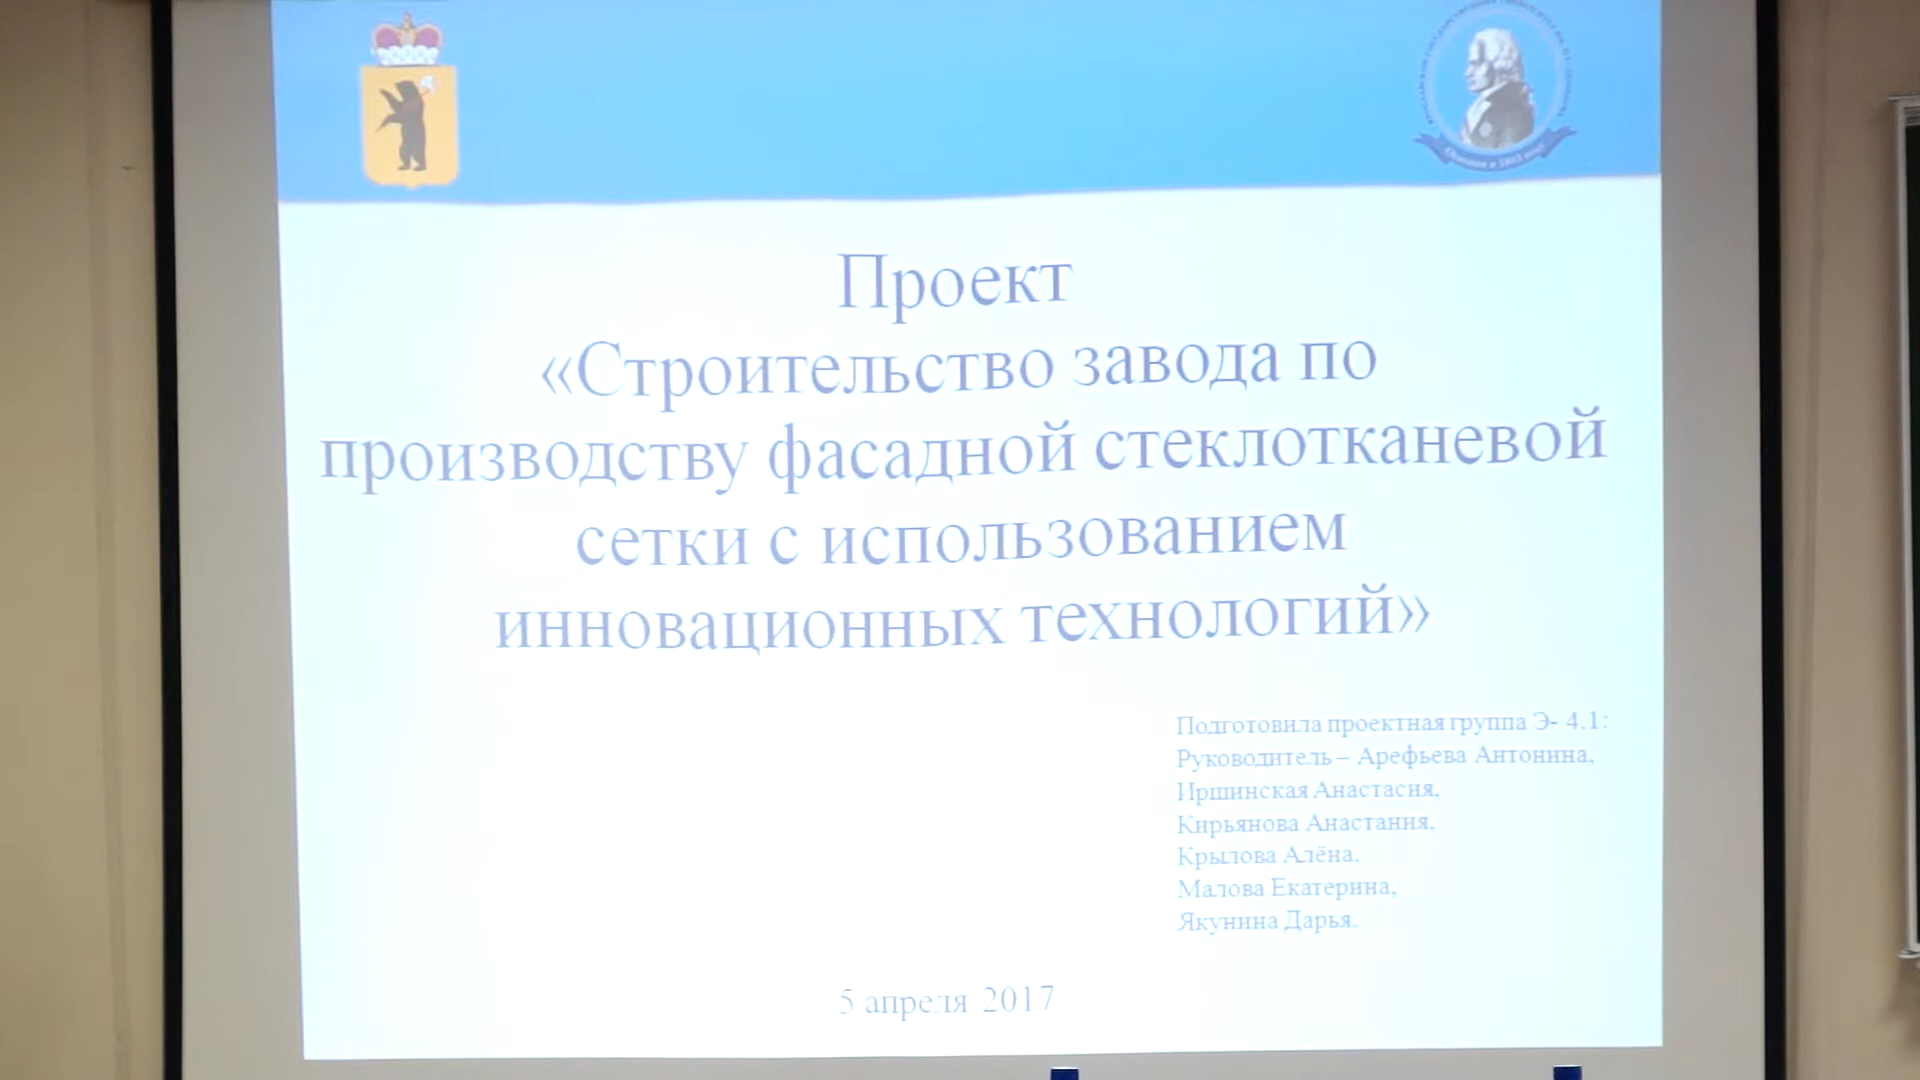 Проект
«Строительство завода по
производству фасадной стеклотканевой
сетки с использованием
инновационных технологий»
Подготовила проектная группа Э- 4.1:
Руководитель – Арефьева Антонина,
Иршинская Анастасия,
Кирьянова Анастания,
Крылова Алёна,
Малова Екатерина,
Якунина Дарья.
5 апреля 2017